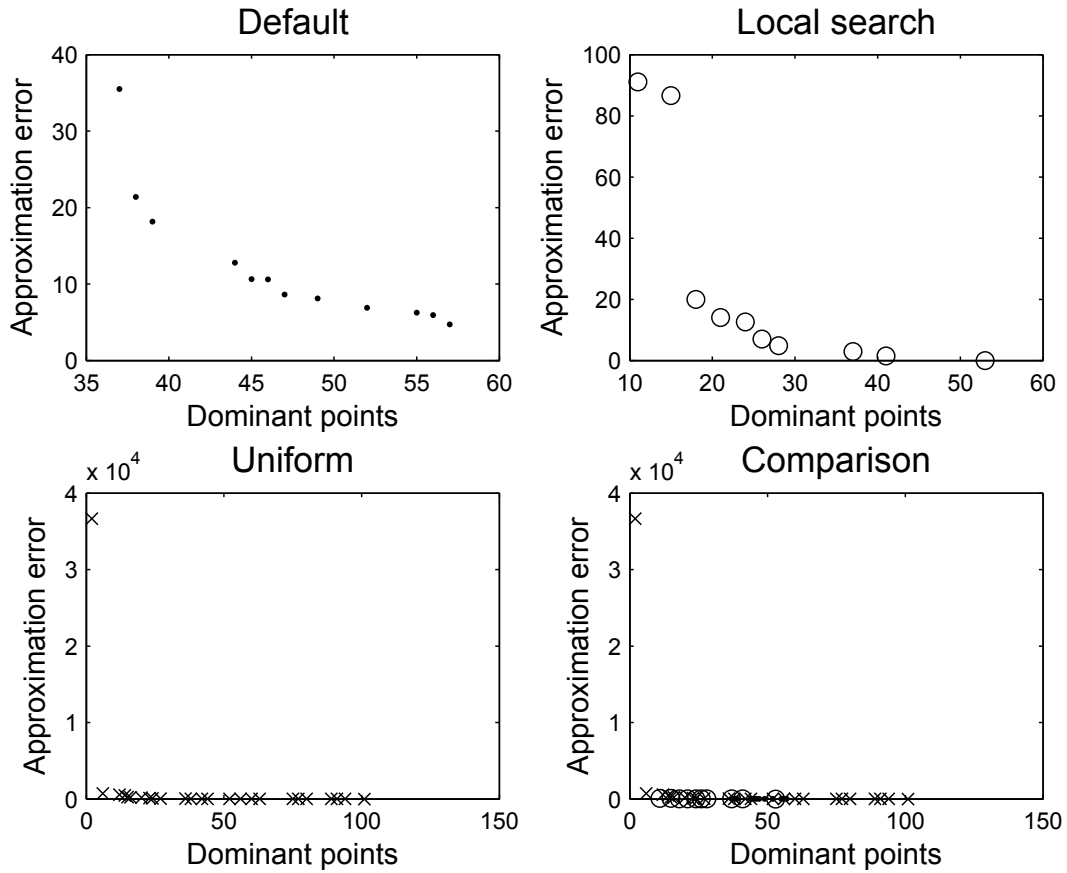 Default
Approximation error
40
30
20
10
0
35
40
45
50
55
60
Dominant points
Local search
Approximation error
100
80
60
40
20
0
10
20
30
40
50
60
Dominant points
Uniform
x 10^4
Approximation error
4
3
2
1
0
0
50
100
150
Dominant points
Comparison
x 10^4
Approximation error
4
3
2
1
0
0
50
100
150
Dominant points